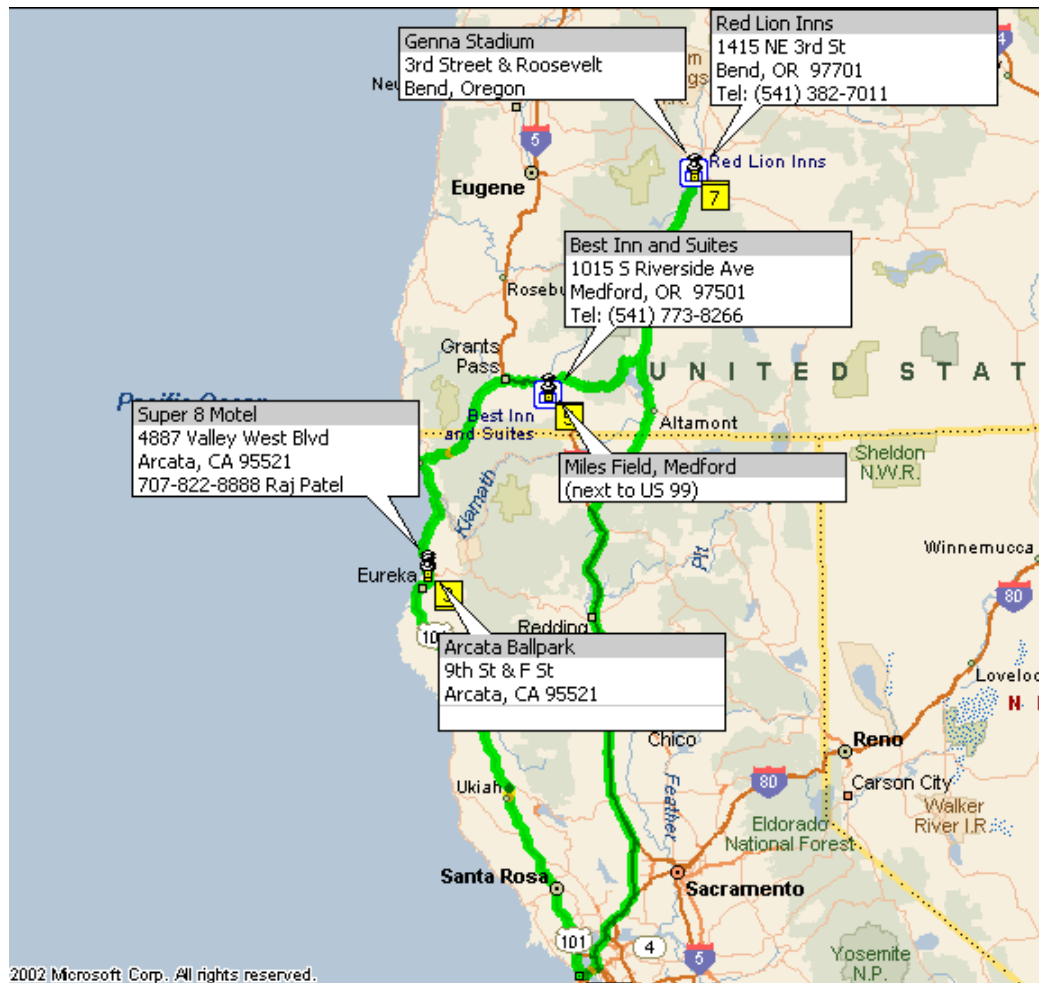 Genna Stadium
3rd Street & Roosevelt
Bend, Oregon
Red Lion Inns
1415 NE 3rd St
Bend, OR 97701
Tel: (541) 382-7011
5
Eugene
Red Lion Inns
7
Best Inn and Suites
1015 S Riverside Ave
Medford, OR 97501
Tel: (541) 773-8266
Grants
Pass
UNITED STAT
Super 8 Motel
4887 Valley West Blvd
Arcata, CA 95521
707-822-8888 Raj Patel
Best Inn
and Suites
Altamont
Sheldon
N.W.R.
Miles Field, Medford
(next to US 99)
Klamath
Pit
Winnemucca
80
Eureka
Redding
101
Arcata Ballpark
9th St & F St
Arcata, CA 95521
Chico
Reno
80
Carson City
Feather
Ukiah
Walker
River I.R.
Eldorado
National Forest
Santa Rosa
Sacramento
101
4
5
Yosemite
N.P.
2002 Microsoft Corp. All rights reserved.